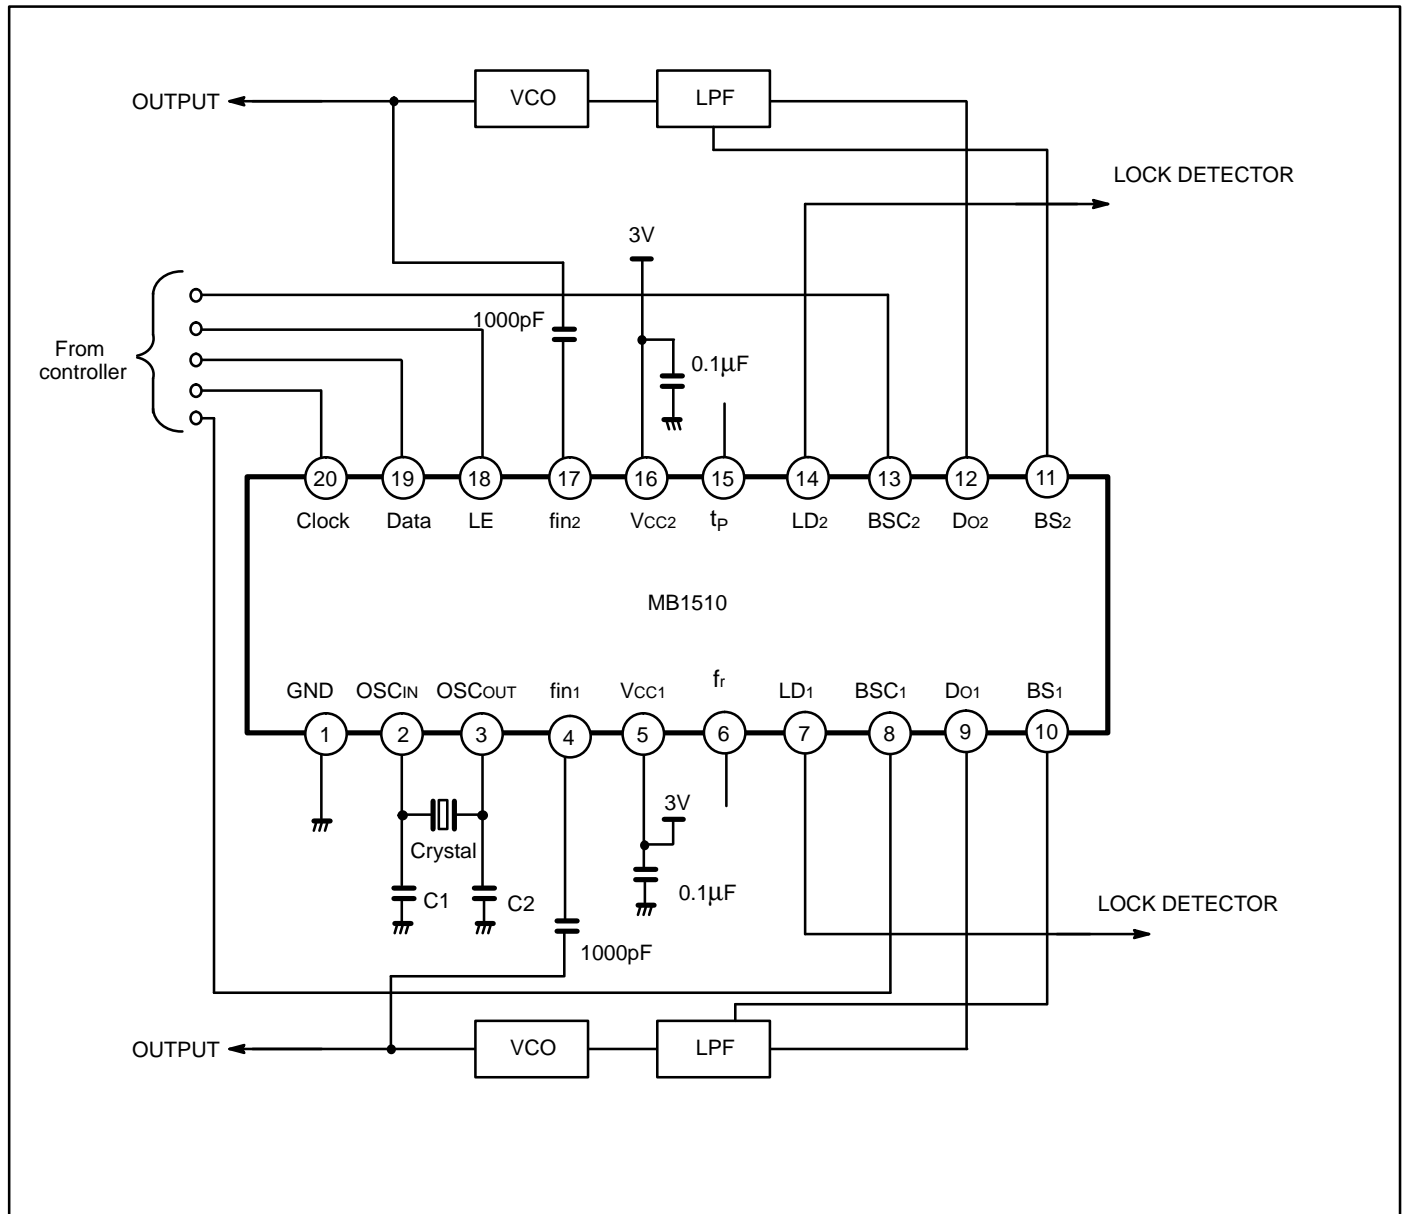 OUTPUT
VCO
LPF
LOCK DETECTOR
3V
1000pF
0.1µF
From
controller
20 19 18 17 16 15 14 13 12 11
Clock Data LE fin2 VCC2 tP LD2 BSC2 DO2 BS2
MB1510
GND OSCIN OSCOUT fin1 VCC1 fr LD1 BSC1 DO1 BS1
1 2 3 4 5 6 7 8 9 10
3V
Crystal
C1
C2
0.1µF
LOCK DETECTOR
1000pF
OUTPUT
VCO
LPF